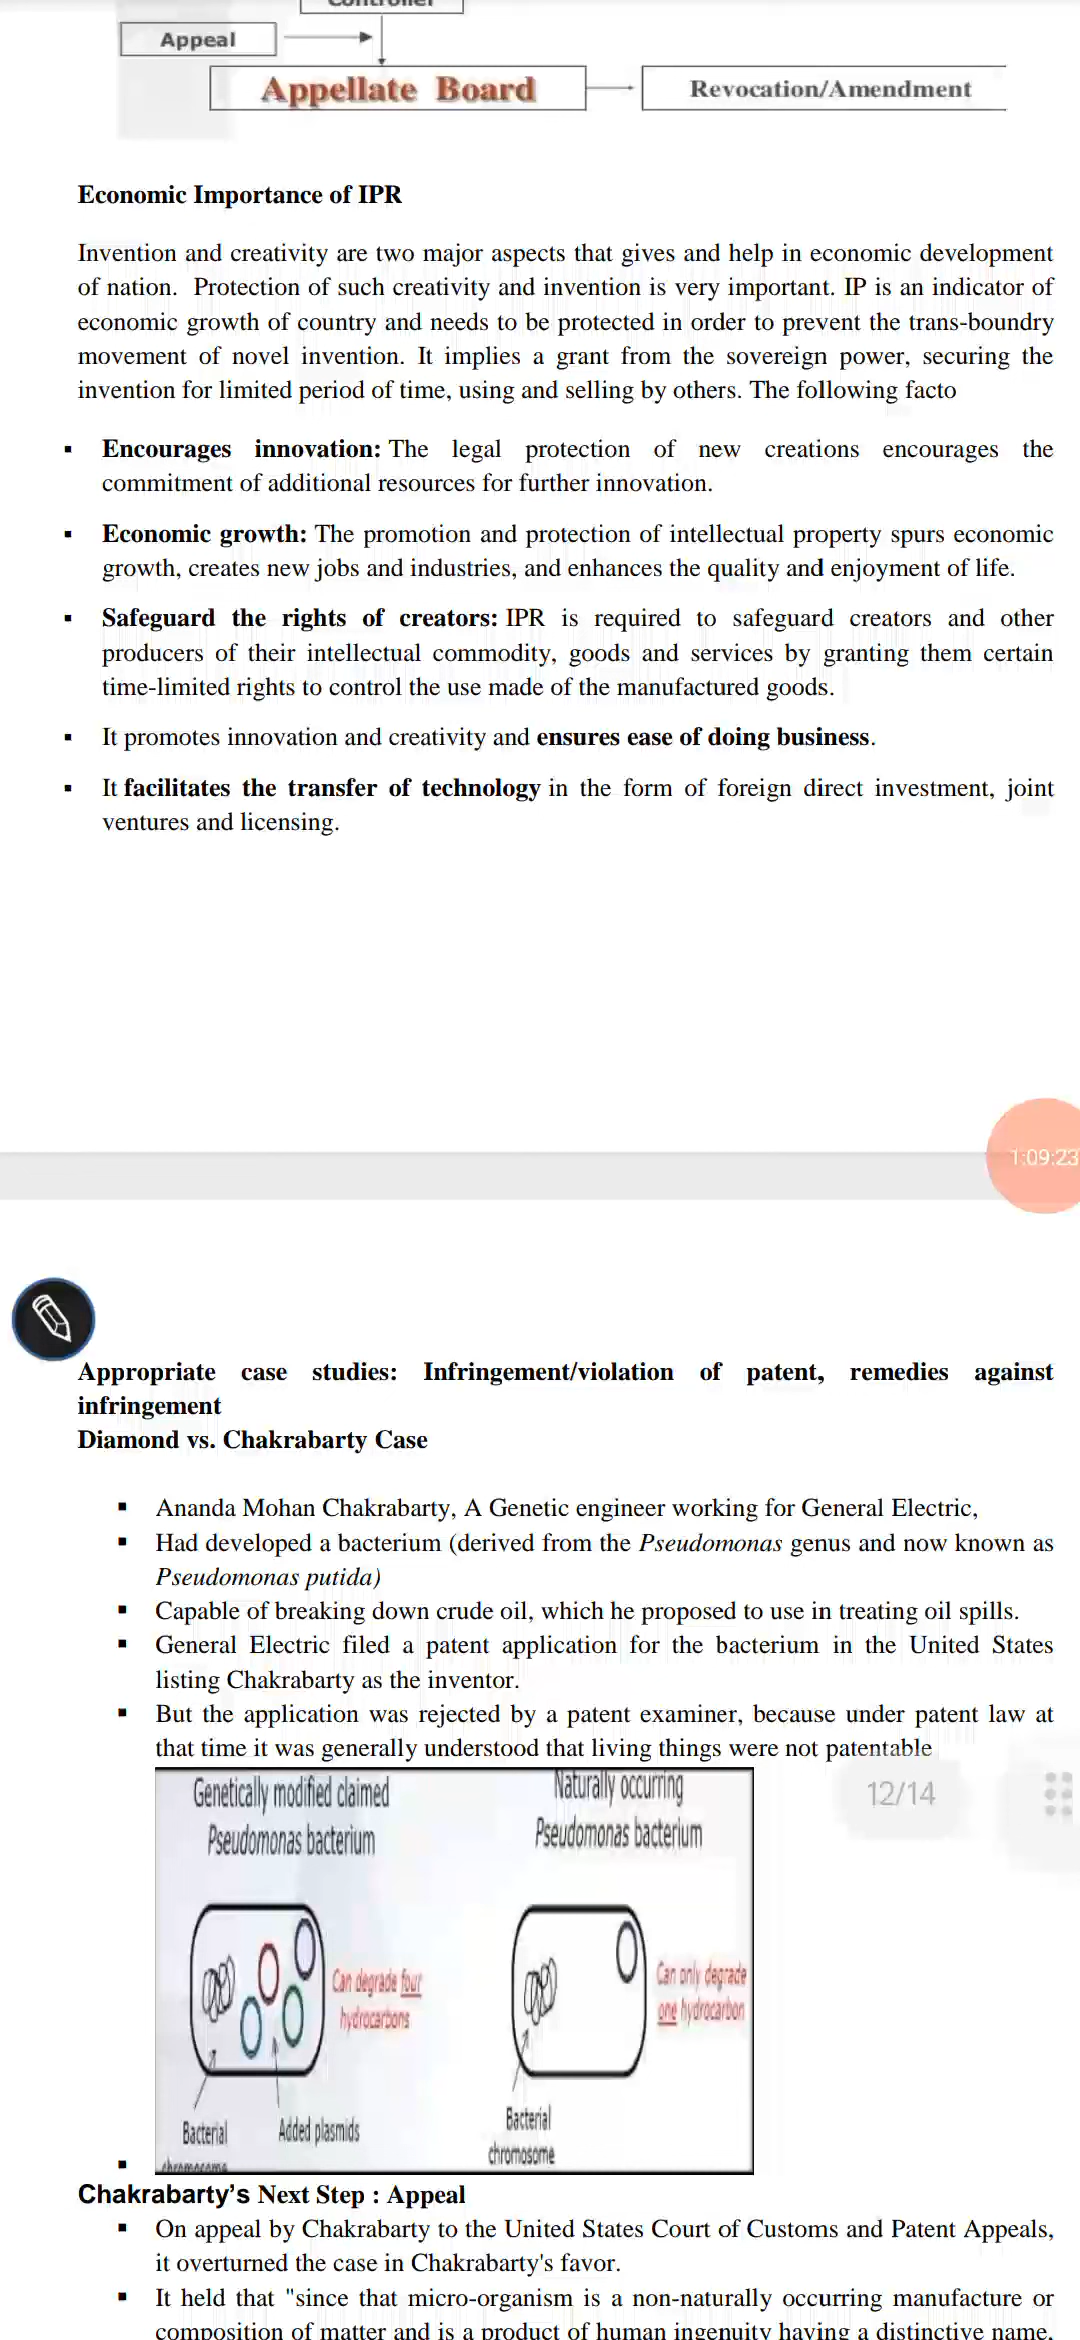 Controller
Appeal
Appellate Board
Revocation/Amendment
Economic Importance of IPR
Invention and creativity are two major aspects that gives and help in economic development
of nation. Protection of such creativity and invention is very important. IP is an indicator of
economic growth of country and needs to be protected in order to prevent the trans-boundry
movement of novel invention. It implies a grant from the sovereign power, securing the
invention for limited period of time, using and selling by others. The following facto
▪ Encourages innovation: The legal protection of new creations encourages the
commitment of additional resources for further innovation.
▪ Economic growth: The promotion and protection of intellectual property spurs economic
growth, creates new jobs and industries, and enhances the quality and enjoyment of life.
▪ Safeguard the rights of creators: IPR is required to safeguard creators and other
producers of their intellectual commodity, goods and services by granting them certain
time-limited rights to control the use made of the manufactured goods.
▪ It promotes innovation and creativity and ensures ease of doing business.
▪ It facilitates the transfer of technology in the form of foreign direct investment, joint
ventures and licensing.
1:09:23
Appropriate case studies: Infringement/violation of patent, remedies against
infringement
Diamond vs. Chakrabarty Case
▪ Ananda Mohan Chakrabarty, A Genetic engineer working for General Electric,
▪ Had developed a bacterium (derived from the Pseudomonas genus and now known as
Pseudomonas putida)
▪ Capable of breaking down crude oil, which he proposed to use in treating oil spills.
▪ General Electric filed a patent application for the bacterium in the United States
listing Chakrabarty as the inventor.
▪ But the application was rejected by a patent examiner, because under patent law at
that time it was generally understood that living things were not patentable
12/14
Genetically modified claimed
Pseudomonas bacterium
Naturally occurring
Pseudomonas bacterium
Can degrade four
hydrocarbons
Can only degrade
one hydrocarbon
Bacterial
chromosome
Added plasmids
Bacterial
chromosome
▪
Chakrabarty’s Next Step : Appeal
▪ On appeal by Chakrabarty to the United States Court of Customs and Patent Appeals,
it overturned the case in Chakrabarty's favor.
▪ It held that "since that micro-organism is a non-naturally occurring manufacture or
composition of matter and is a product of human ingenuity having a distinctive name,